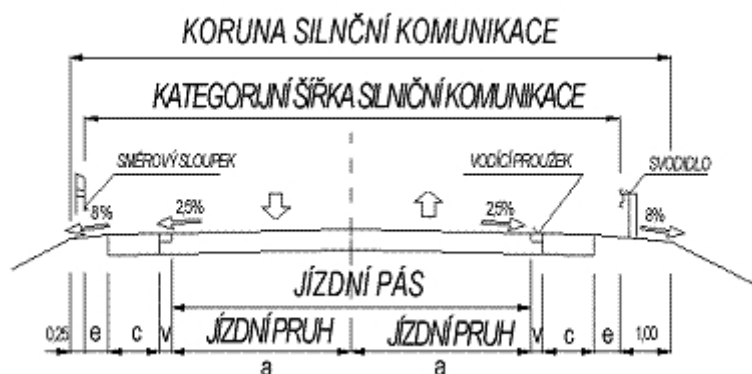 KORUNA SILNČNÍ KOMUNIKACE
KATEGORIJNÍ ŠÍŘKA SILNIČNÍ KOMUNIKACE
SMĚROVÝ SLOUPEK
VODÍCÍ PROUŽEK
SVODIDLO
8%
2,5%
2,5%
8%
JÍZDNÍ PÁS
0,25
e
c
v
JÍZDNÍ PRUH
JÍZDNÍ PRUH
v
c
e
1,00
a
a